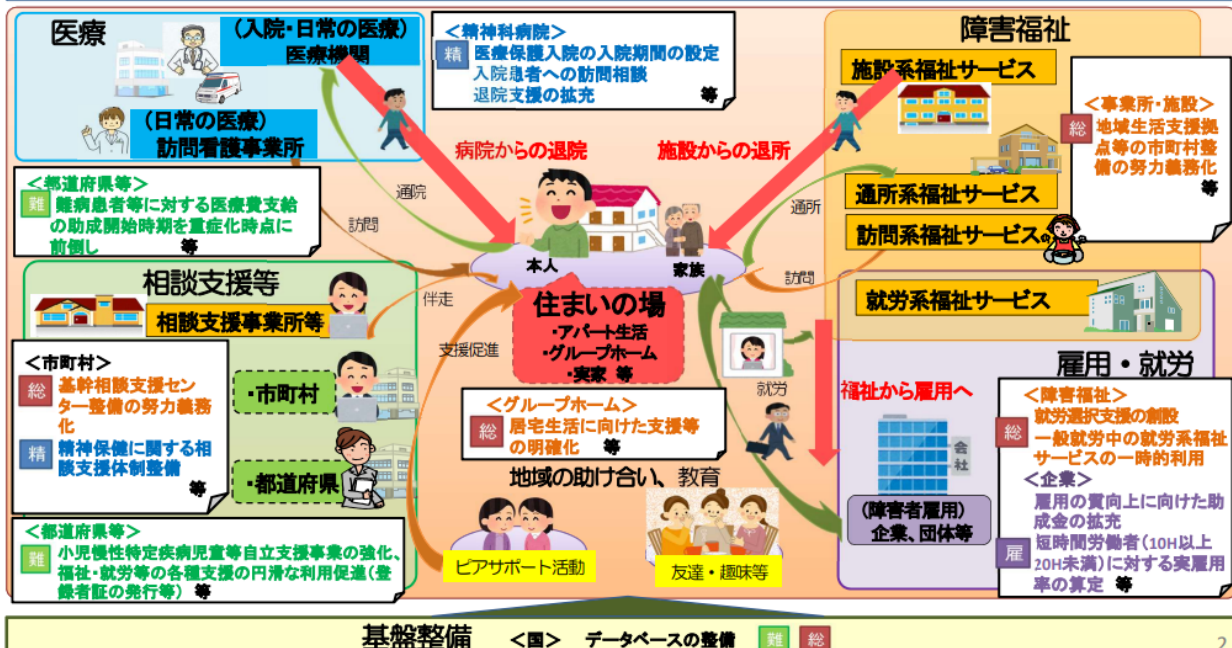 医療
(入院・日常の医療)
医療機関
(日常の医療)
訪問看護事業所
<精神科病院>
精
医療保護入院の入院期間の設定
入院患者への訪問相談
退院支援の拡充 等
障害福祉
施設系福祉サービス
通所系福祉サービス
訪問系福祉サービス
就労系福祉サービス
<事業所・施設>
総
地域生活支援拠
点等の市町村整
備の努力義務化
等
病院からの退院
施設からの退所
通院
訪問
通所
訪問
<都道府県等>
難
難病患者等に対する医療費支給
の助成開始時期を重症化時点に
前倒し 等
本人
家族
住まいの場
・アパート生活
・グループホーム
・実家 等
相談支援等
相談支援事業所等
伴走
支援促進
<市町村>
総
基幹相談支援セン
ター整備の努力義務
化
精
精神保健に関する相
談支援体制整備
等
・市町村
・都道府県
<都道府県等>
難
小児慢性特定疾病児童等自立支援事業の強化、
福祉・就労等の各種支援の円滑な利用促進(登
録者証の発行等) 等
<グループホーム>
総
居宅生活に向けた支援等
の明確化 等
地域の助け合い、教育
ピアサポート活動
友達・趣味等
就労
福祉から雇用へ
雇用・就労
会社
(障害者雇用)
企業、団体等
<障害福祉>
総
就労選択支援の創設
一般就労中の就労系福祉
サービスの一時的利用
<企業>
雇用の質向上に向けた助
成金の拡充
雇
短時間労働者(10H以上
20H未満)に対する実雇用
率の算定 等
基盤整備 <国> データベースの整備 難 総
2